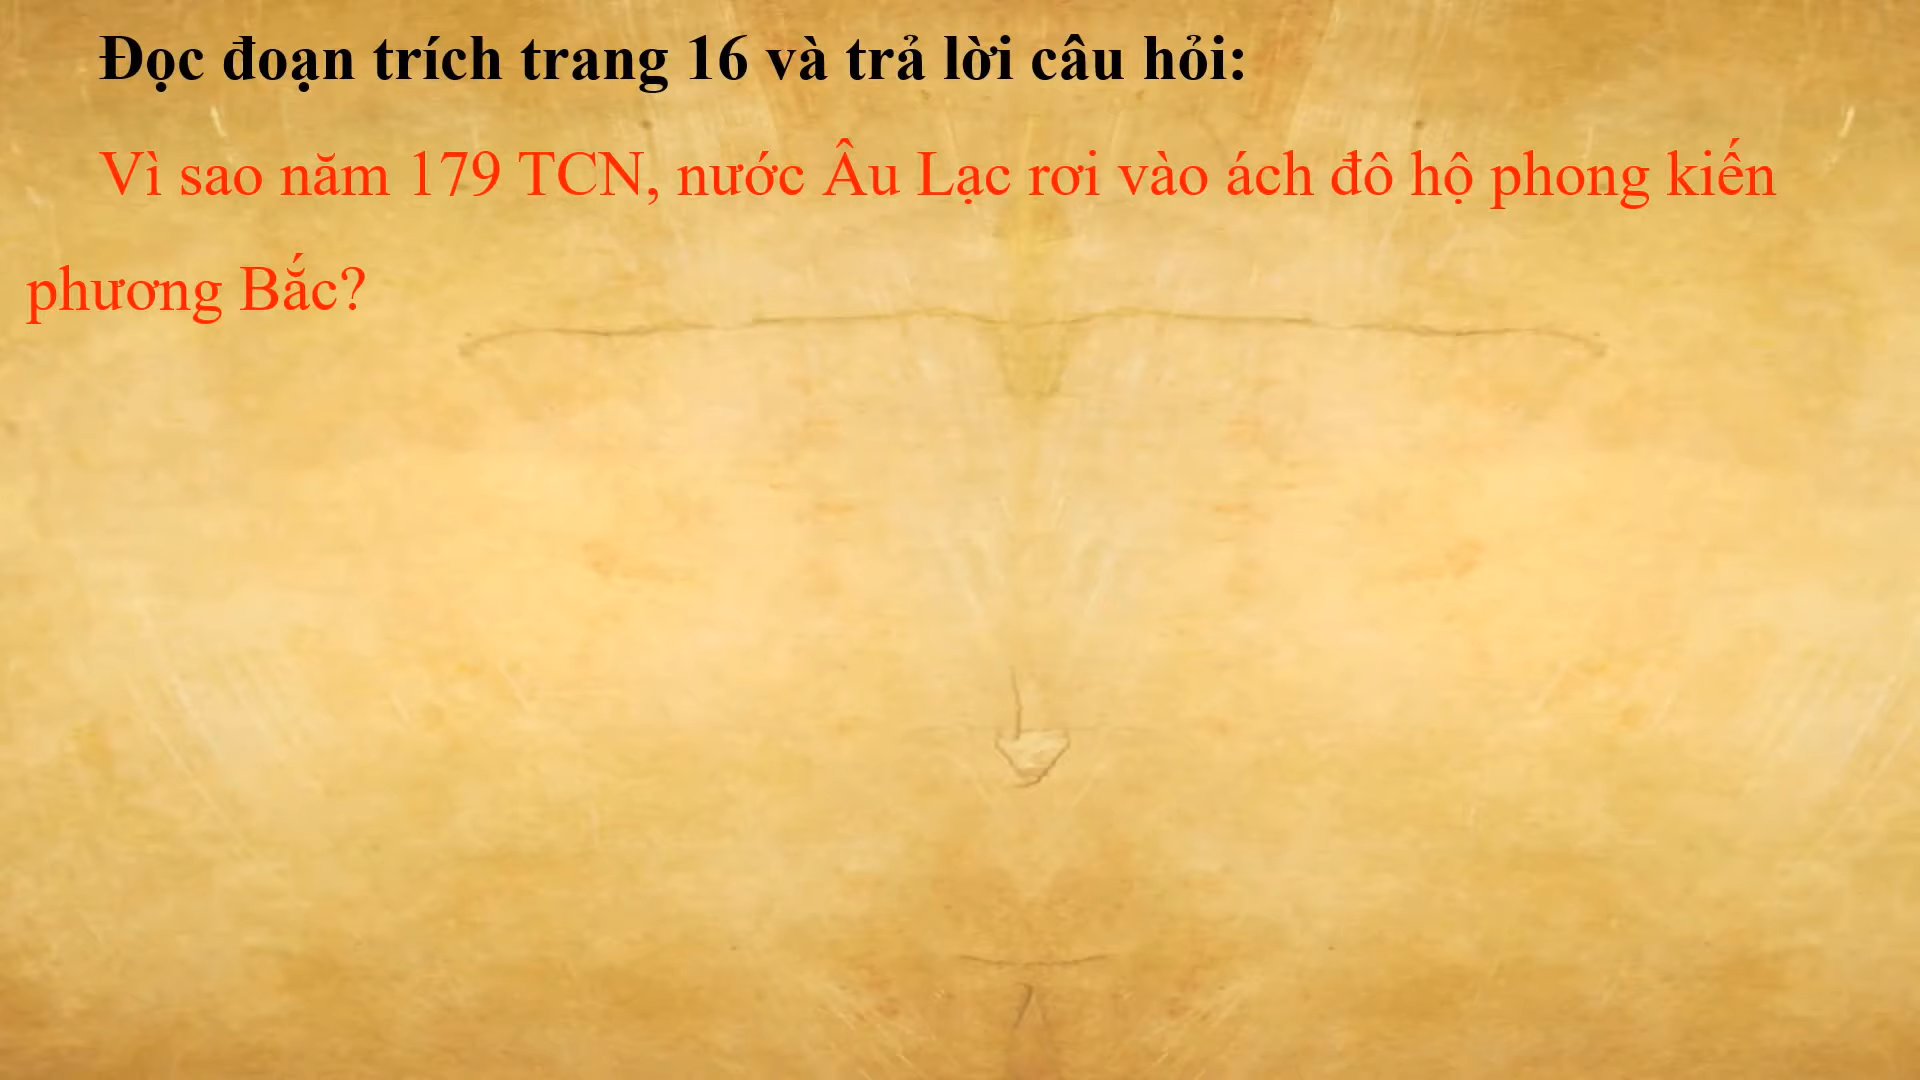 Đọc đoạn trích trang 16 và trả lời câu hỏi:
Vì sao năm 179 TCN, nước Âu Lạc rơi vào ách đô hộ phong kiến
phương Bắc?